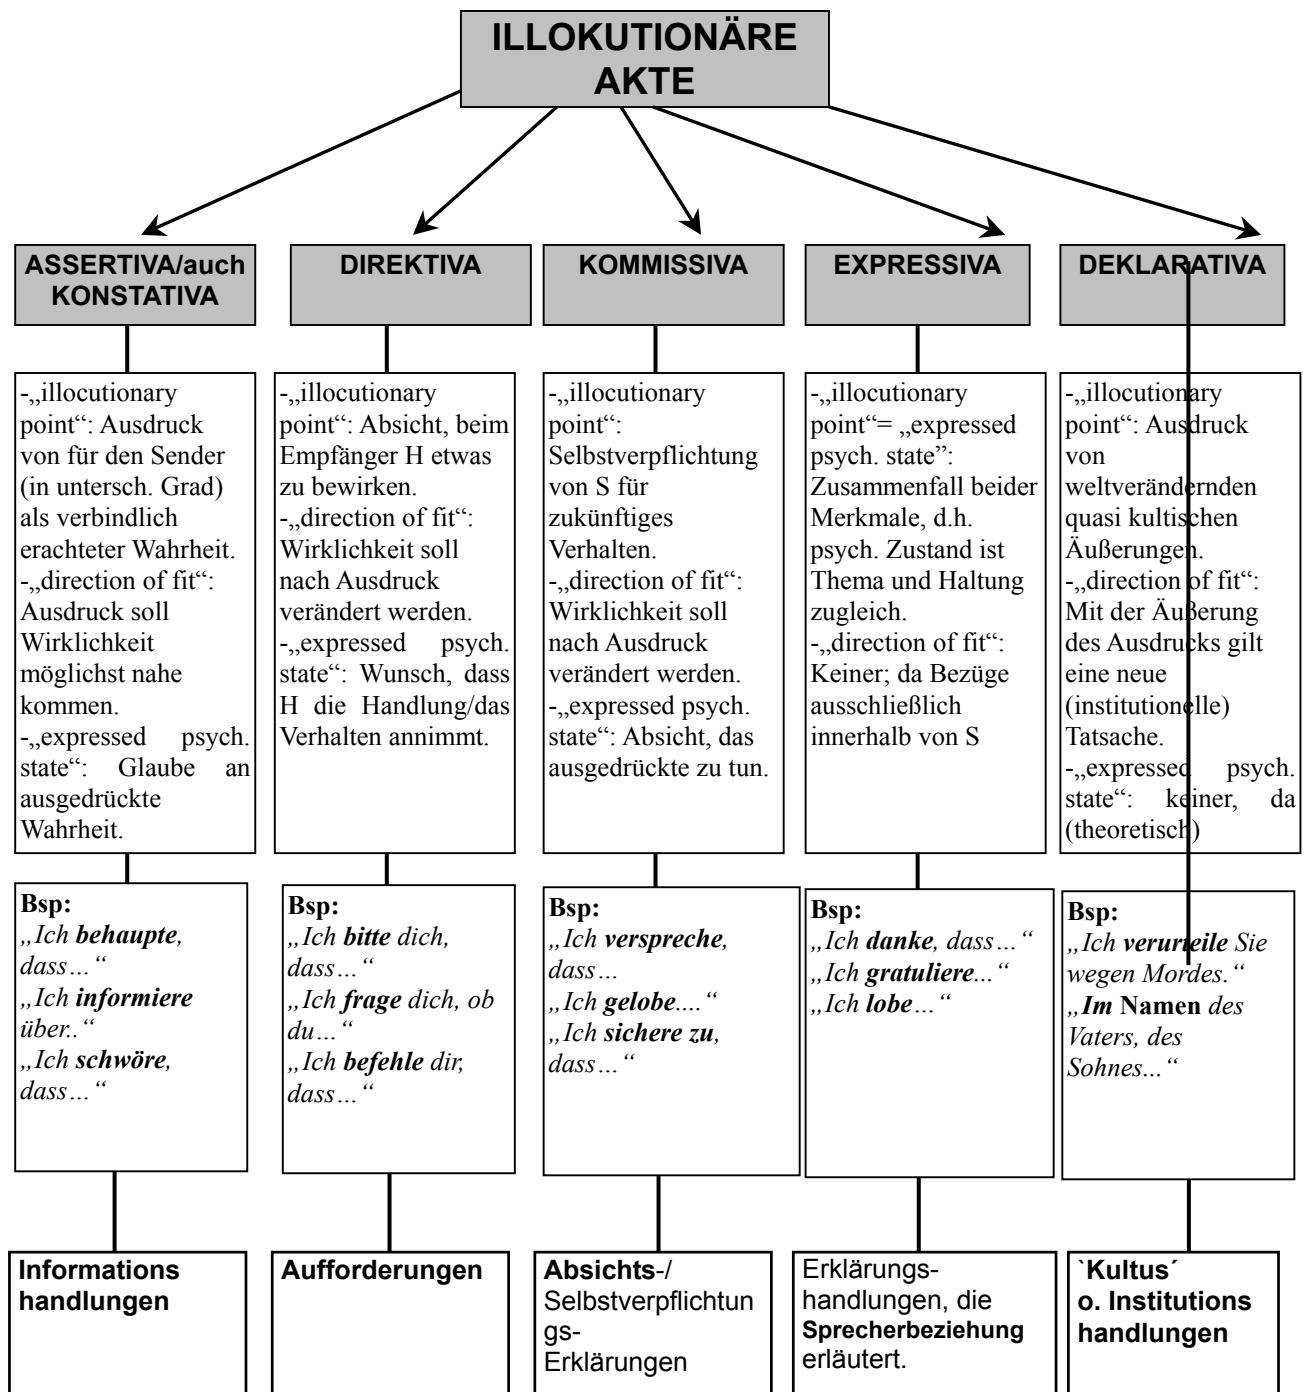 ILLOKUTIONÄRE
AKTE
ASSERTIVA/auch
KONSTATIVA
DIREKTIVA
KOMMISSIVA
EXPRESSIVA
DEKLARATIVA
-„illocutionary
point“: Ausdruck
von für den Sender
(in untersch. Grad)
als verbindlich
erachteter Wahrheit.
-„direction of fit“:
Ausdruck soll
Wirklichkeit
möglichst nahe
kommen.
-„expressed psych.
state“: Glaube an
ausgedrückte
Wahrheit.
-„illocutionary
point“: Absicht, beim
Empfänger H etwas
zu bewirken.
-„direction of fit“:
Wirklichkeit soll
nach Ausdruck
verändert werden.
-„expressed psych.
state“: Wunsch, dass
H die Handlung/das
Verhalten annimmt.
-„illocutionary
point“:
Selbstverpflichtung
von S für
zukünftiges
Verhalten.
-„direction of fit“:
Wirklichkeit soll
nach Ausdruck
verändert werden.
-„expressed psych.
state“: Absicht, das
ausgedrückte zu tun.
-„illocutionary
point“= „expressed
psych. state”:
Zusammenfall beider
Merkmale, d.h.
psych. Zustand ist
Thema und Haltung
zugleich.
-„direction of fit“:
Keiner; da Bezüge
ausschließlich
innerhalb von S
-„illocutionary
point“: Ausdruck
von
weltverändernden
quasi kultischen
Äußerungen.
-„direction of fit“:
Mit der Äußerung
des Ausdrucks gilt
eine neue
(institutionelle)
Tatsache.
-„expressed psych.
state“: keiner, da
(theoretisch)
Bsp:
„Ich behaupte,
dass…“
„Ich informiere
über..“
„Ich schwöre,
dass…“
Bsp:
„Ich bitte dich,
dass…“
„Ich frage dich, ob
du…“
„Ich befehle dir,
dass…“
Bsp:
„Ich verspreche,
dass…
„Ich gelobe....“
„Ich sichere zu,
dass…“
Bsp:
„Ich danke, dass…“
„Ich gratuliere...“
„Ich lobe…“
Bsp:
„Ich verurteile Sie
wegen Mordes.“
„Im Namen des
Vaters, des
Sohnes...“
Informations
handlungen
Aufforderungen
Absichts-/
Selbstverpflichtun
gs-
Erklärungen
Erklärungs-
handlungen, die
Sprecherbeziehung
erläutert.
`Kultus´
o. Institutions
handlungen